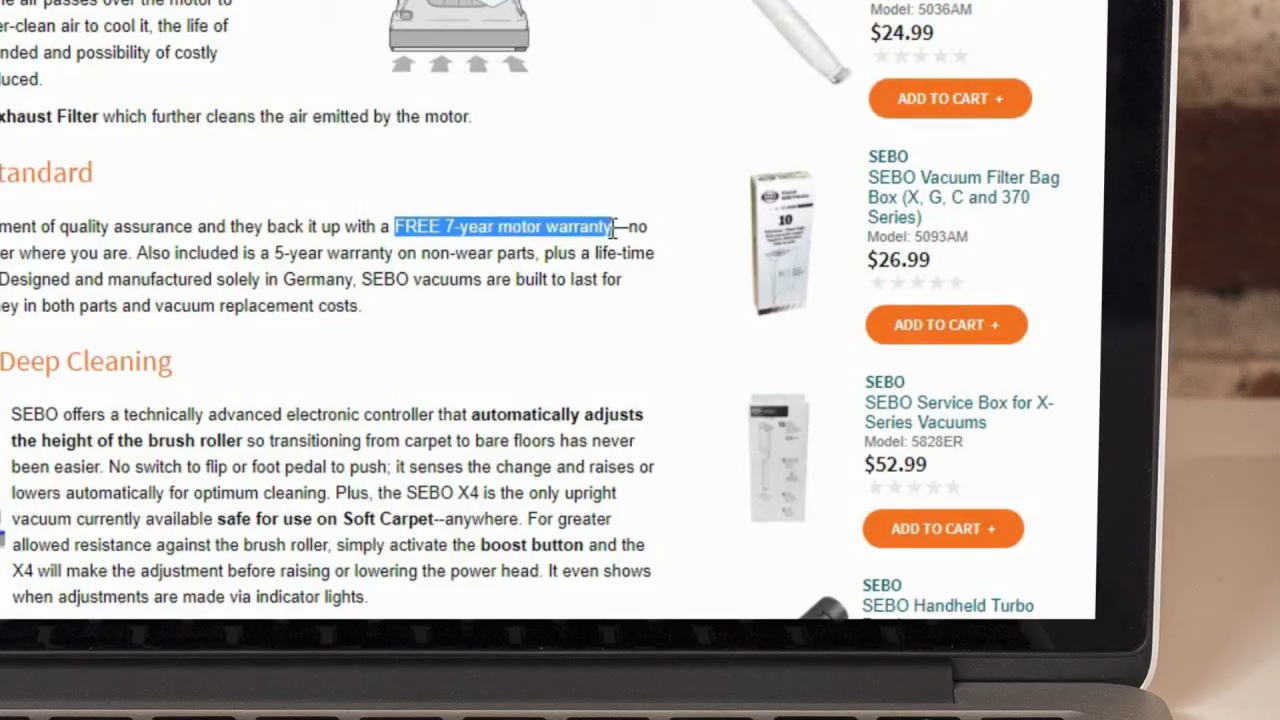 the air passes over the motor to
er-clean air to cool it, the life of
nded and possibility of costly
luced.
xhaust Filter which further cleans the air emitted by the motor.
tandard
ment of quality assurance and they back it up with a FREE 7-year motor warranty—no
er where you are. Also included is a 5-year warranty on non-wear parts, plus a life-time
Designed and manufactured solely in Germany, SEBO vacuums are built to last for
ey in both parts and vacuum replacement costs.
Deep Cleaning
SEBO offers a technically advanced electronic controller that automatically adjusts
the height of the brush roller so transitioning from carpet to bare floors has never
been easier. No switch to flip or foot pedal to push; it senses the change and raises or
lowers automatically for optimum cleaning. Plus, the SEBO X4 is the only upright
vacuum currently available safe for use on Soft Carpet--anywhere. For greater
allowed resistance against the brush roller, simply activate the boost button and the
X4 will make the adjustment before raising or lowering the power head. It even shows
when adjustments are made via indicator lights.
Model: 5036AM
$24.99
ADD TO CART +
SEBO
SEBO Vacuum Filter Bag
Box (X, G, C and 370
Series)
Model: 5093AM
$26.99
ADD TO CART +
10
SEBO
SEBO Service Box for X-
Series Vacuums
Model: 5828ER
$52.99
ADD TO CART +
SEBO
SEBO Handheld Turbo